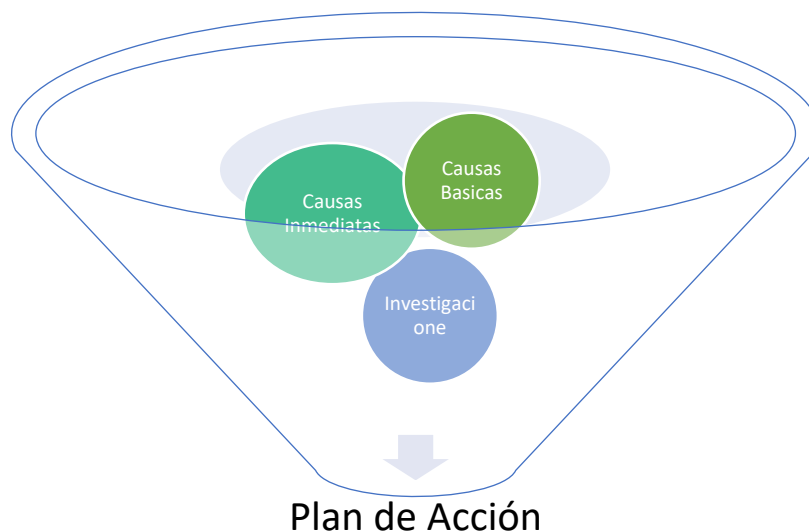 Causas
Basicas
Causas
Inmediatas
Investigaci
one
Plan de Acción